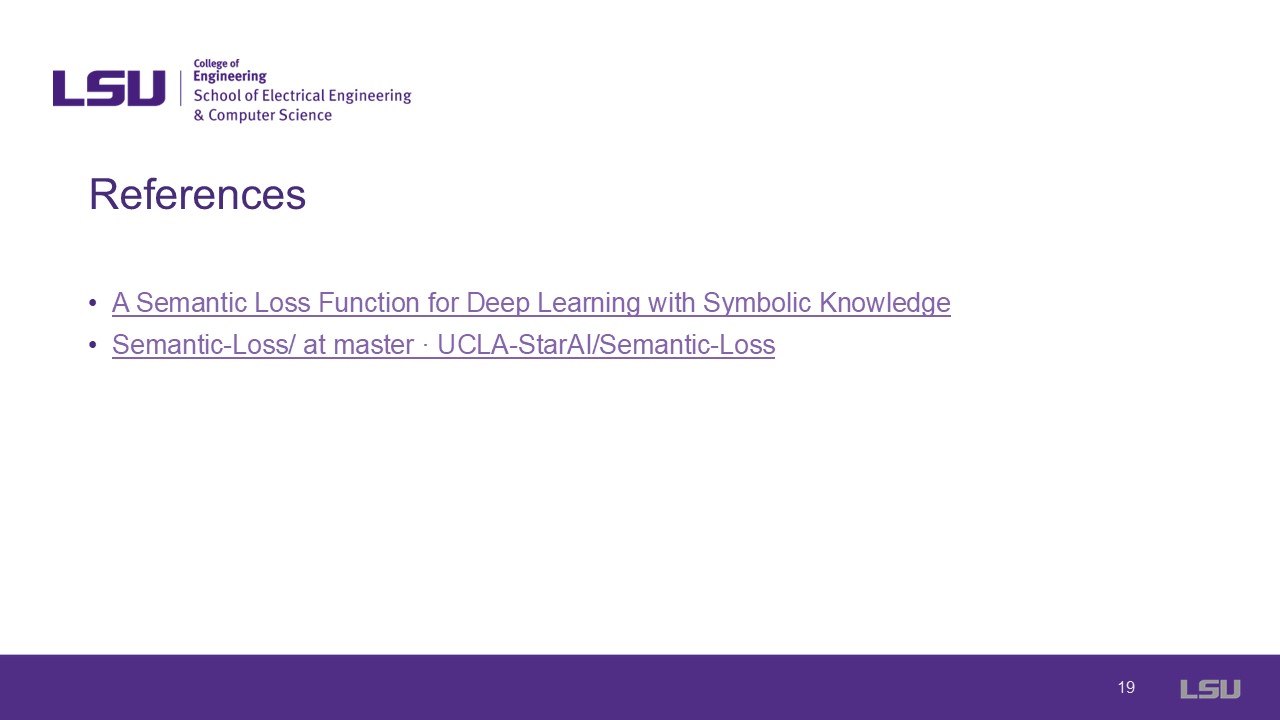 LSU
College of
Engineering
School of Electrical Engineering
& Computer Science
References
• A Semantic Loss Function for Deep Learning with Symbolic Knowledge
• Semantic-Loss/ at master · UCLA-StarAI/Semantic-Loss
19
LSU